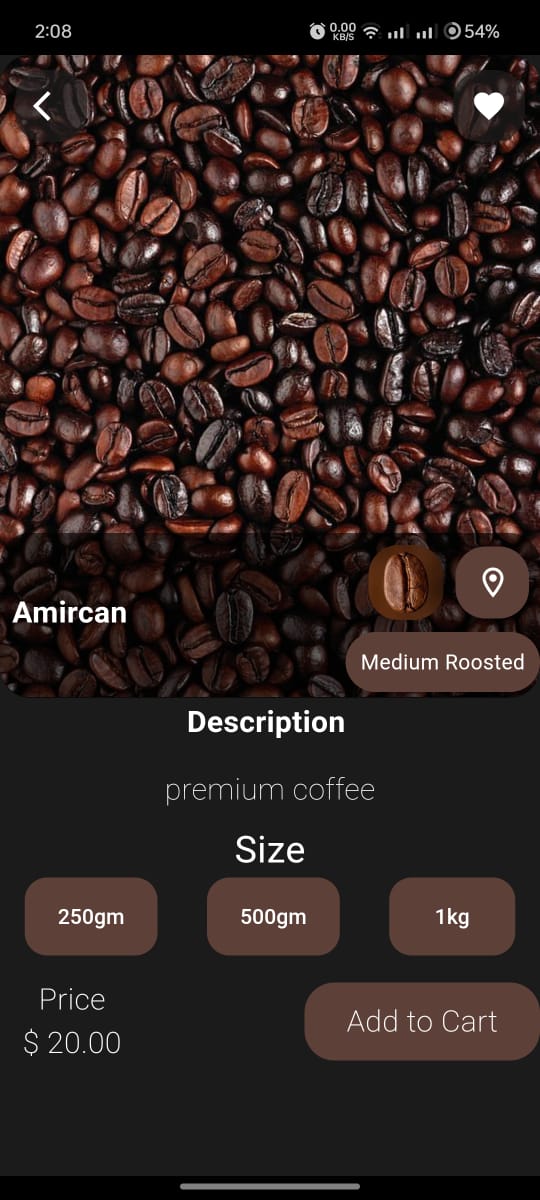 2:08
0.00
KB/S
54%
Amircan
Medium Roosted
Description
premium coffee
Size
250gm
500gm
1kg
Price
$ 20.00
Add to Cart